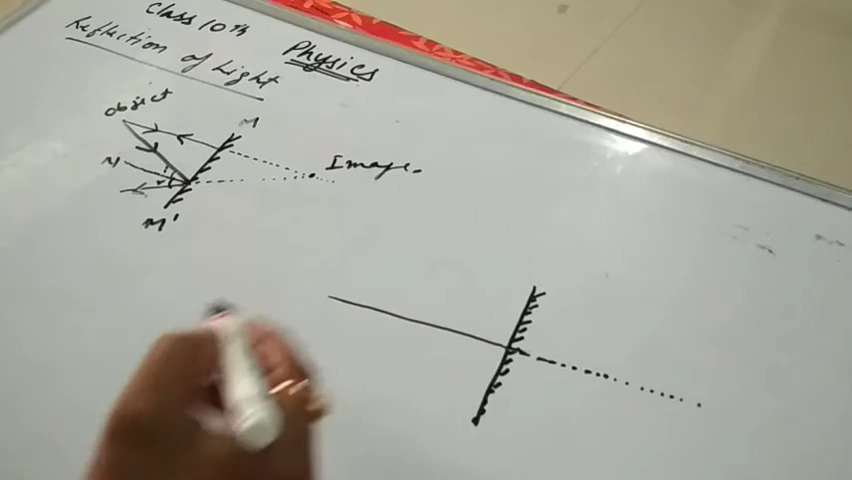 Class 10th
Physics
Reflection of Light
Object
M
N
Image.
M'